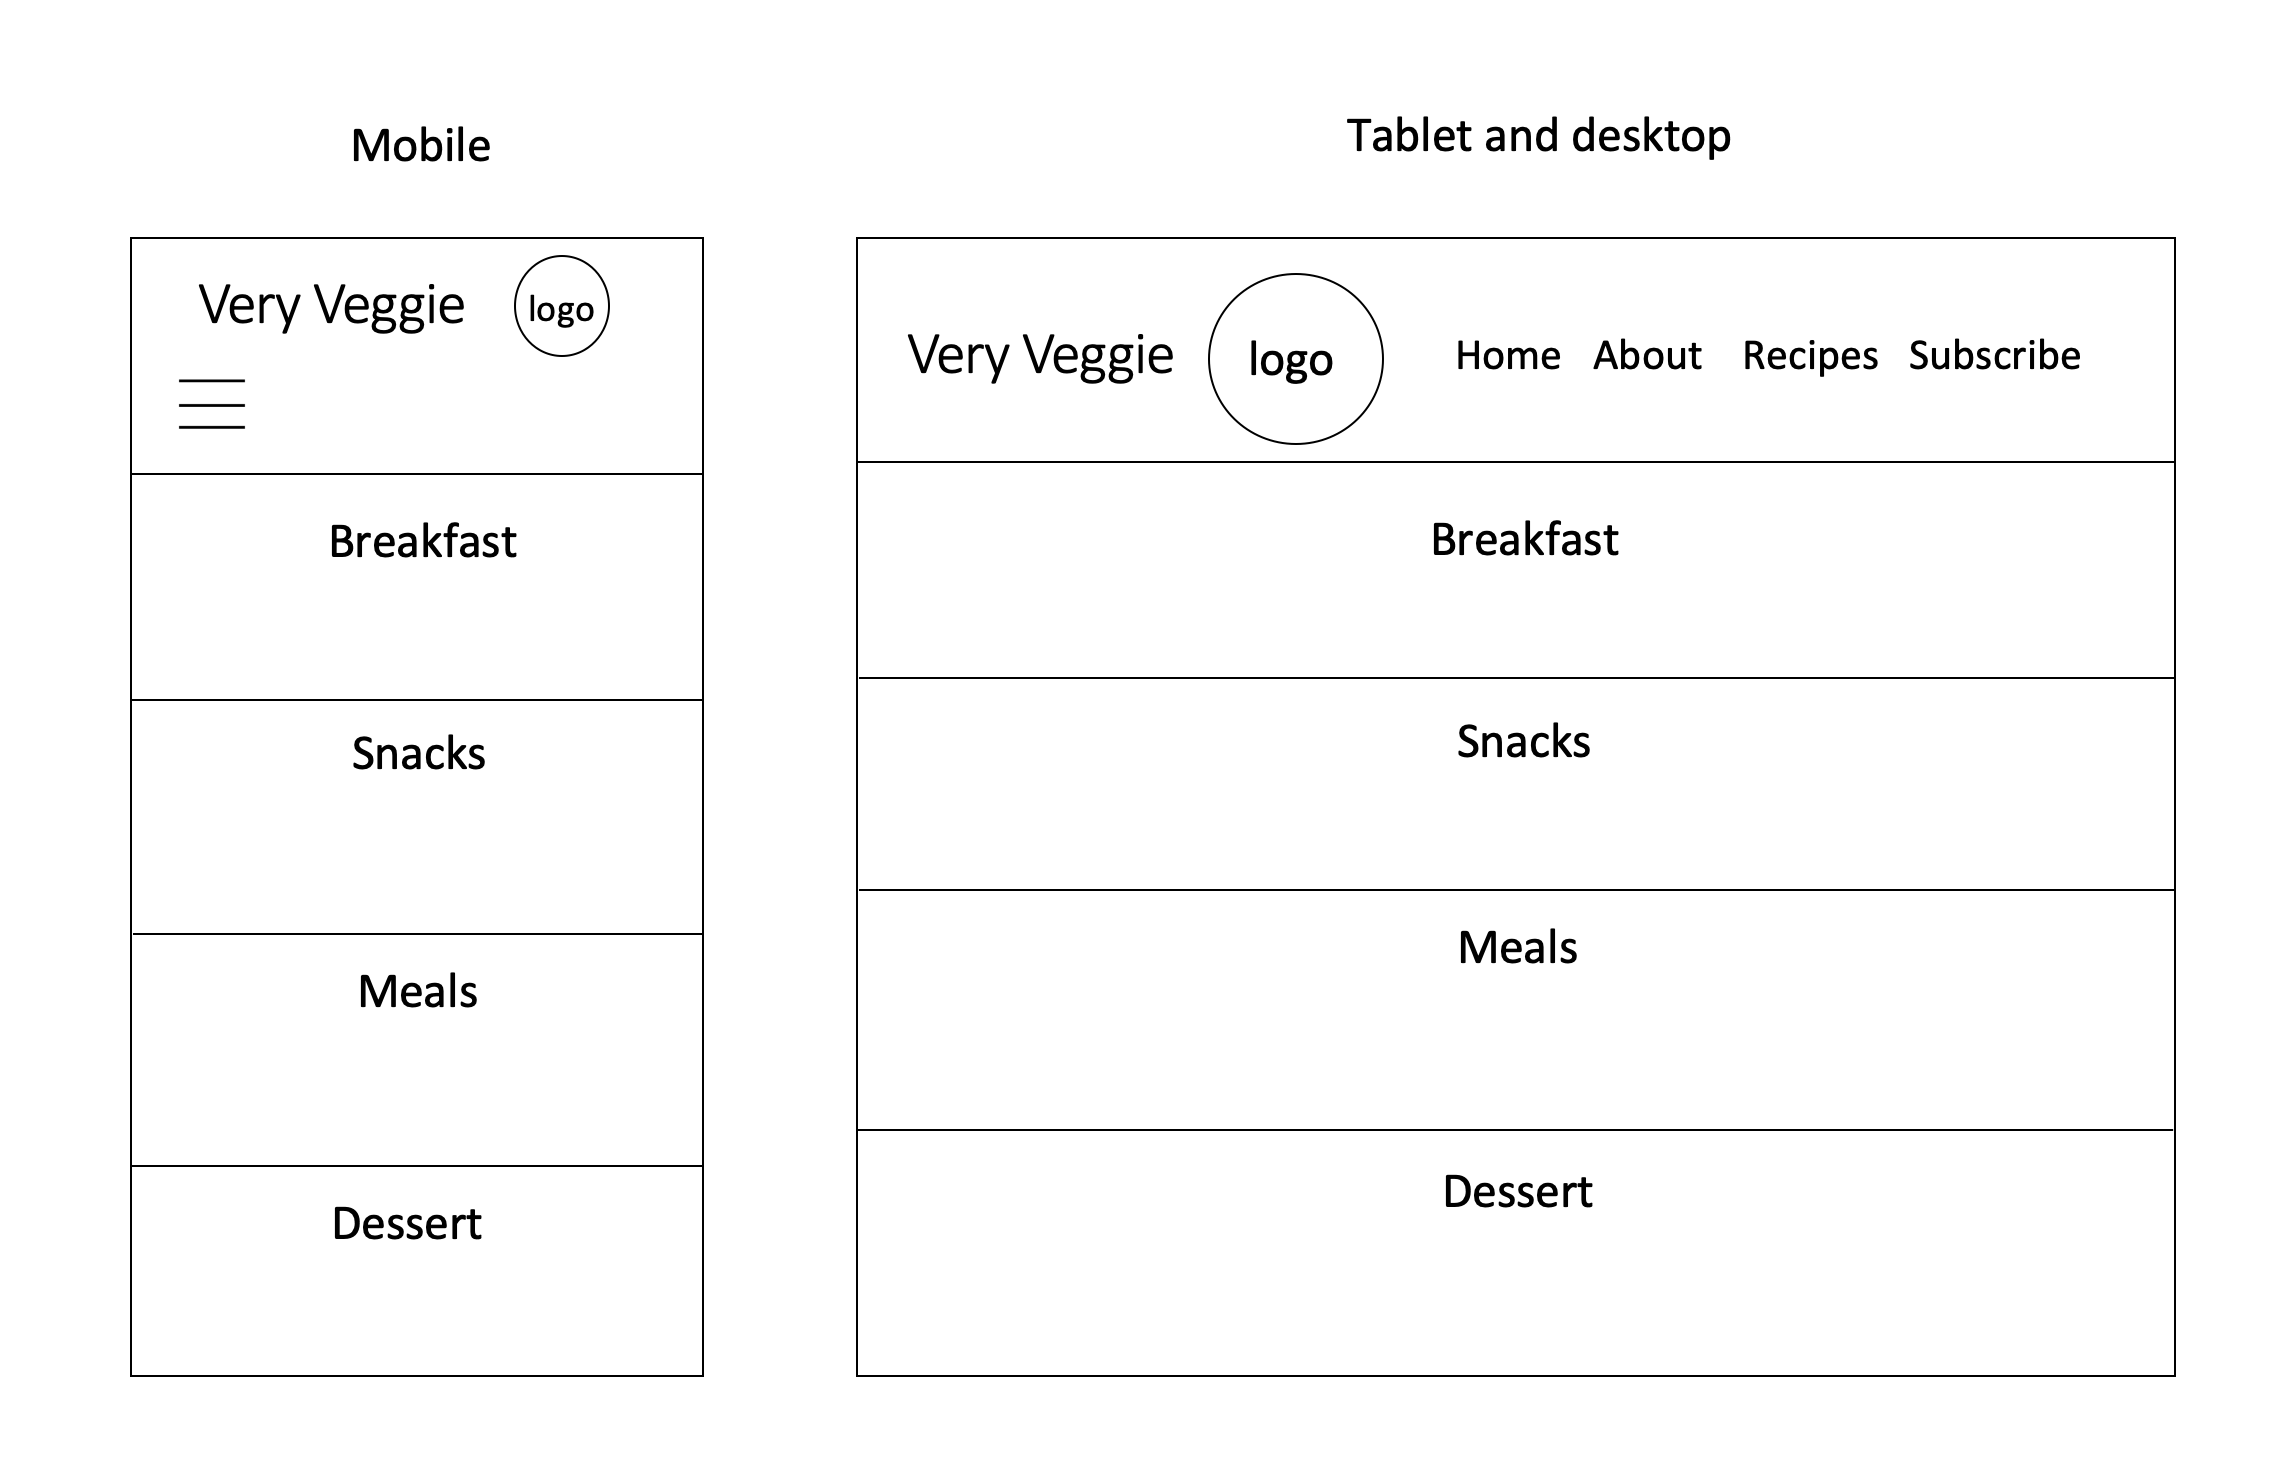 Mobile
Very Veggie
logo
Breakfast
Snacks
Meals
Dessert
Tablet and desktop
Very Veggie
logo
Home About Recipes Subscribe
Breakfast
Snacks
Meals
Dessert